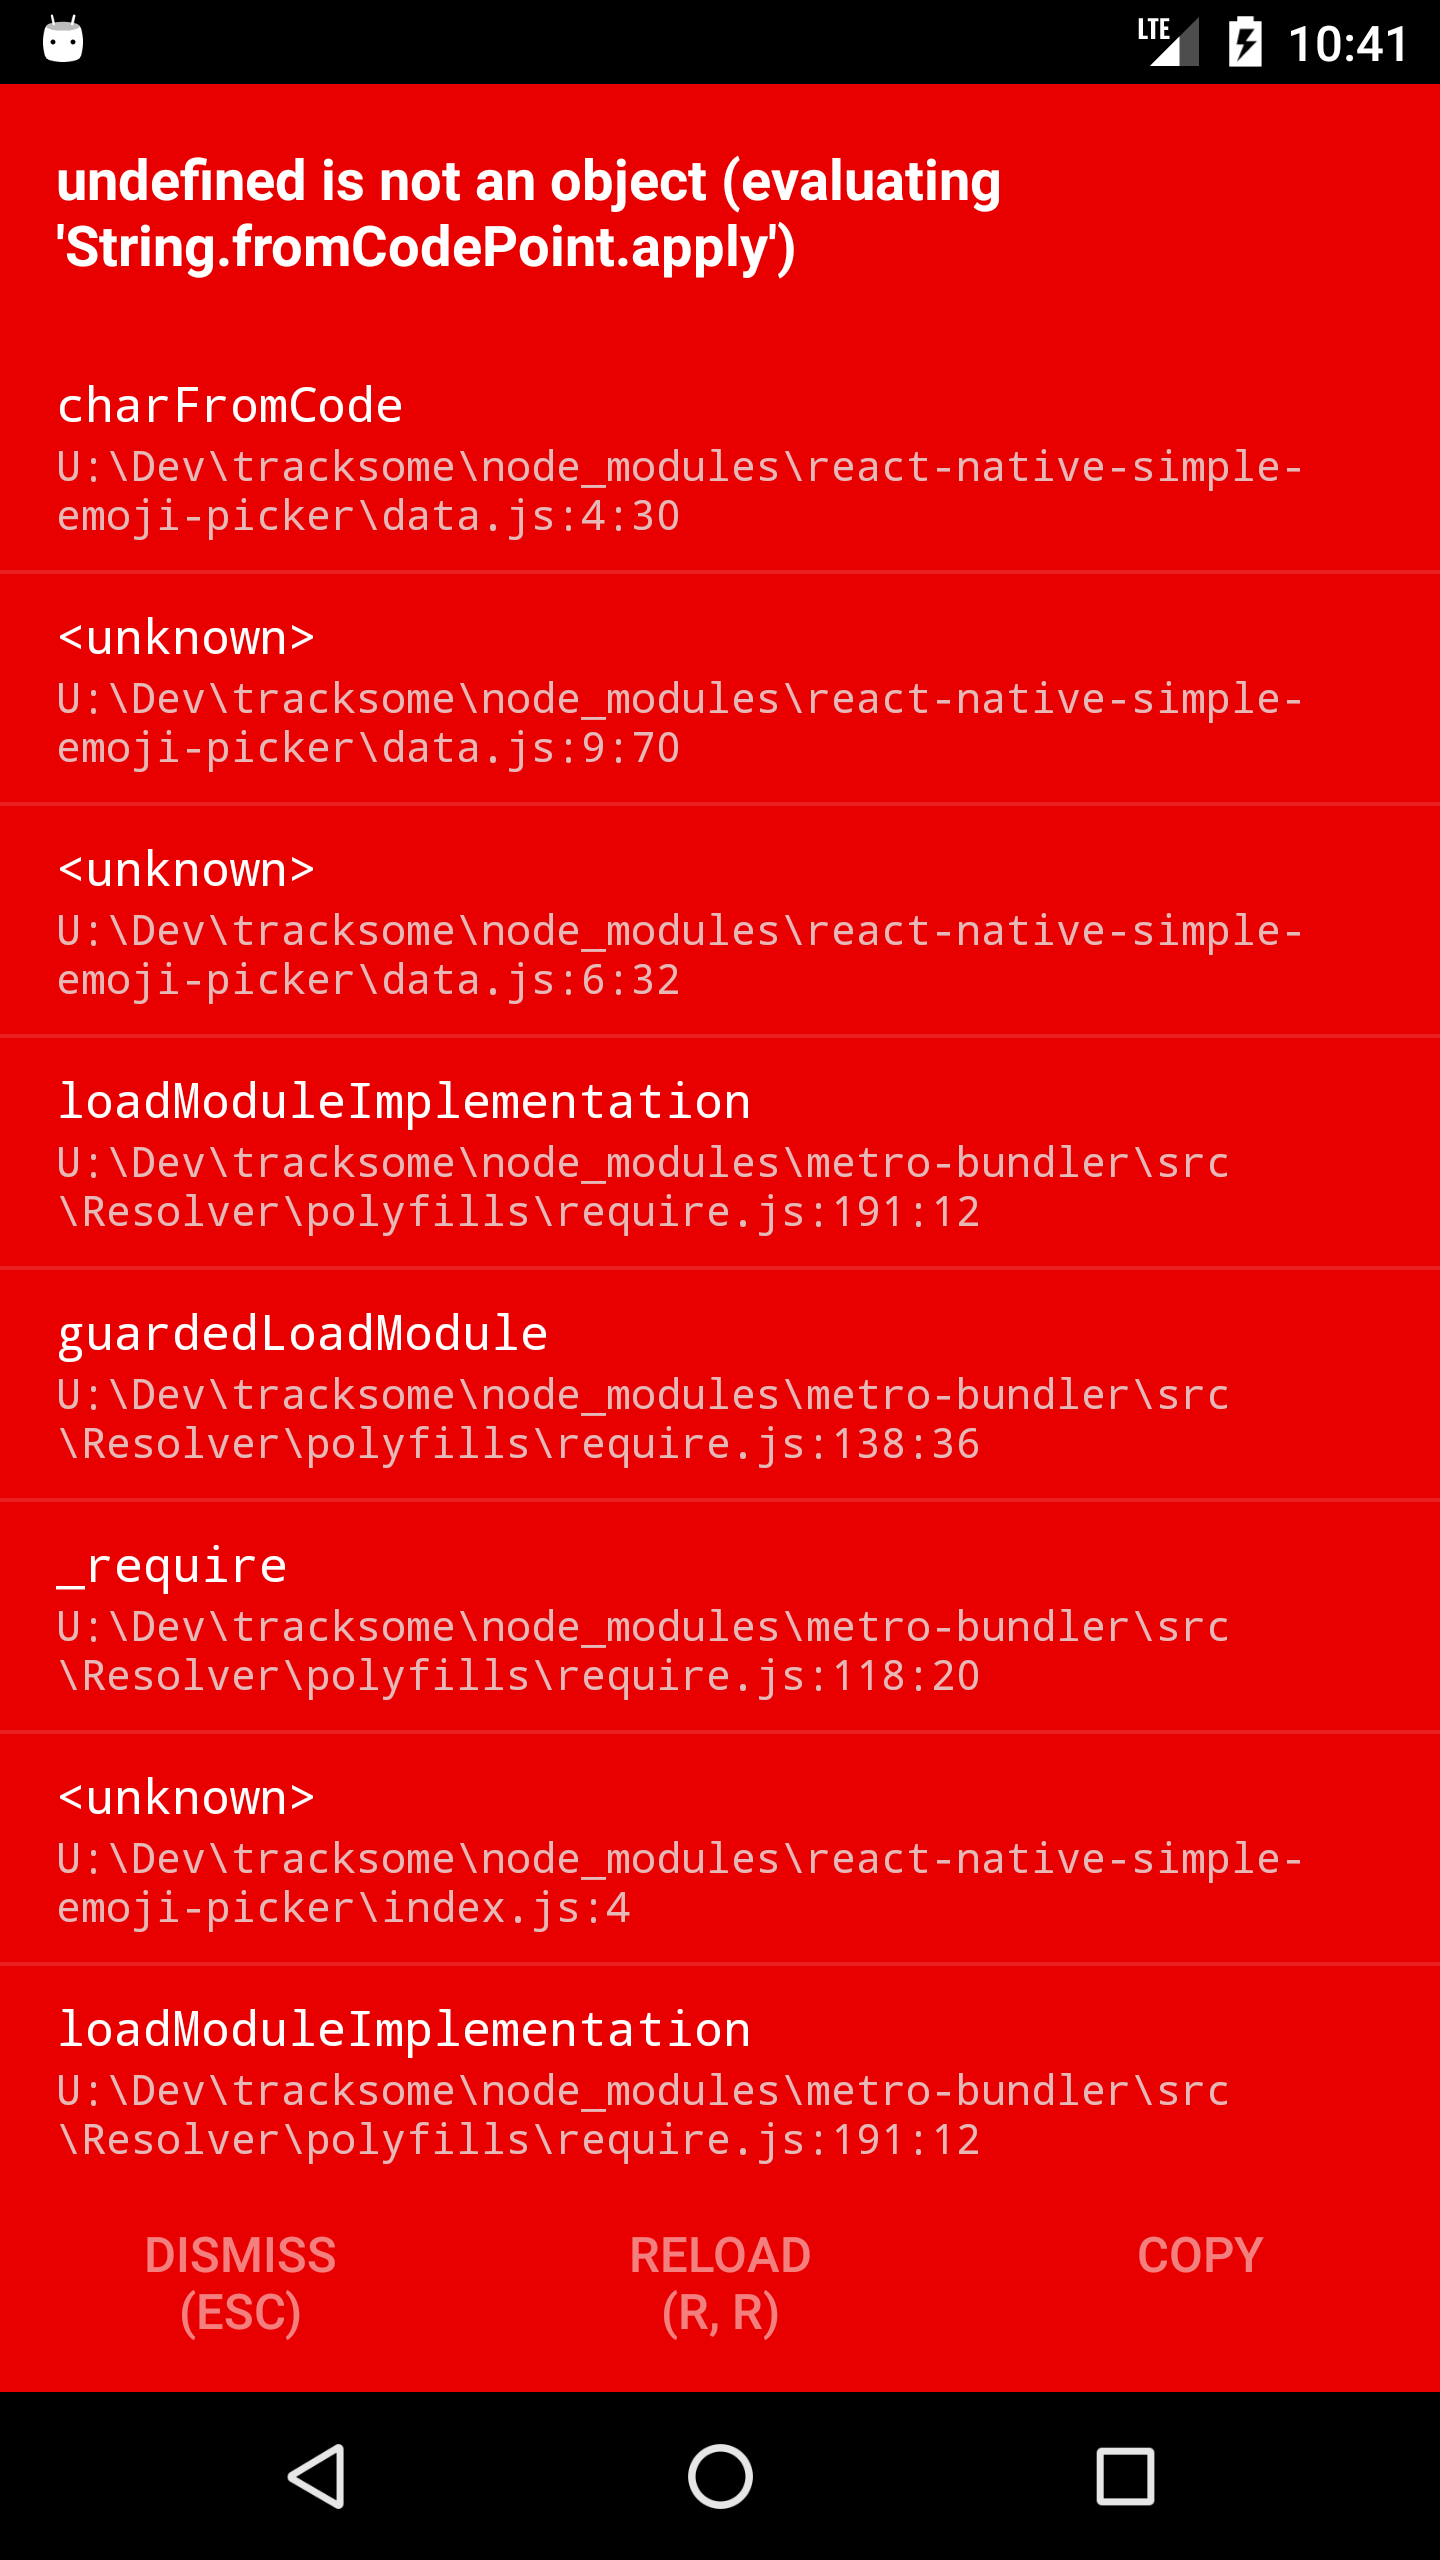 LTE 10:41
undefined is not an object (evaluating
'String.fromCodePoint.apply')
charFromCode
U:\Dev\tracksome\node_modules\react-native-simple-
emoji-picker\data.js:4:30
<unknown>
U:\Dev\tracksome\node_modules\react-native-simple-
emoji-picker\data.js:9:70
<unknown>
U:\Dev\tracksome\node_modules\react-native-simple-
emoji-picker\data.js:6:32
loadModuleImplementation
U:\Dev\tracksome\node_modules\metro-bundler\src
\Resolver\polyfills\require.js:191:12
guardedLoadModule
U:\Dev\tracksome\node_modules\metro-bundler\src
\Resolver\polyfills\require.js:138:36
_require
U:\Dev\tracksome\node_modules\metro-bundler\src
\Resolver\polyfills\require.js:118:20
<unknown>
U:\Dev\tracksome\node_modules\react-native-simple-
emoji-picker\index.js:4
loadModuleImplementation
U:\Dev\tracksome\node_modules\metro-bundler\src
\Resolver\polyfills\require.js:191:12
DISMISS RELOAD COPY
(ESC) (R, R)